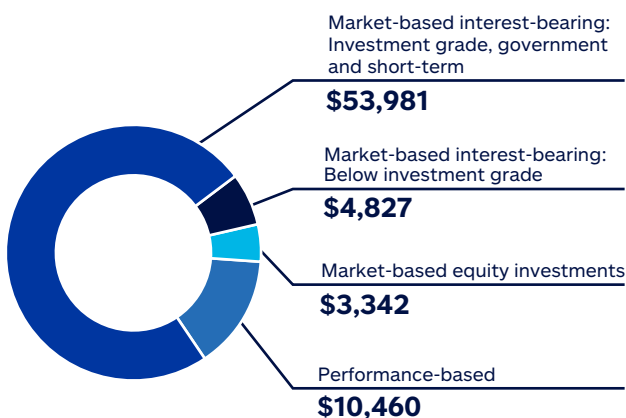 Market-based interest-bearing:
Investment grade, government
and short-term
$53,981
Market-based interest-bearing:
Below investment grade
$4,827
Market-based equity investments
$3,342
Performance-based
$10,460